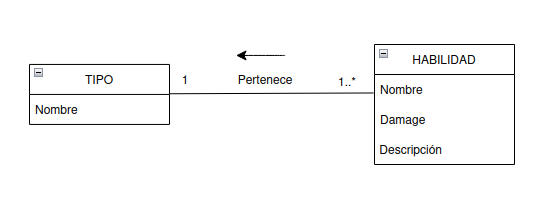 TIPO
Nombre
1
Pertenece
1..*
HABILIDAD
Nombre
Damage
Descripción